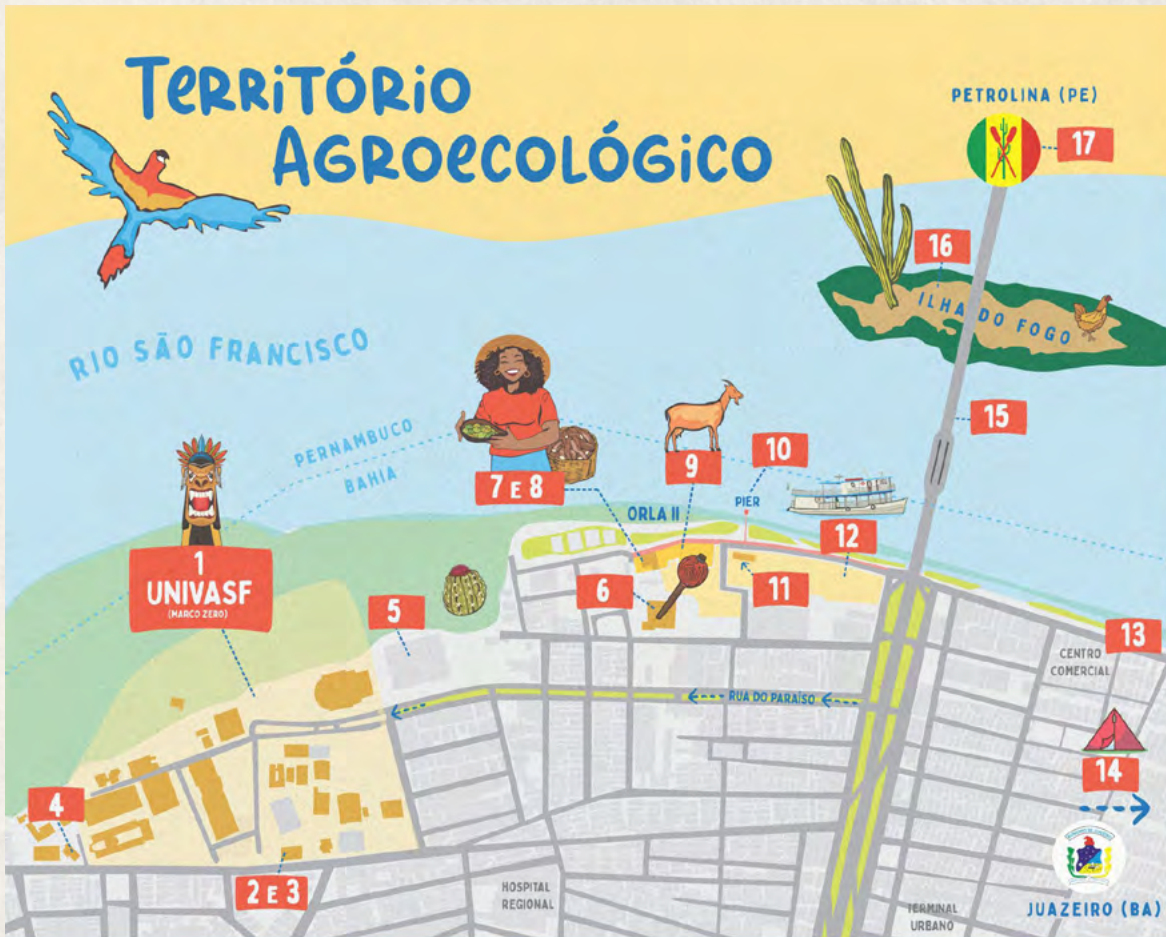 TERRITÓRIO
AGROECOLÓGICO
PETROLINA (PE)
17
16
ILHA DO FOGO
RIO SÃO FRANCISCO
15
PERNAMBUCO
BAHIA
7 E 8
9
10
PIER
ORLA II
12
1
UNIVASF
(MARCO ZERO)
5
6
11
13
CENTRO
COMERCIAL
RUA DO PARAÍSO
14
4
2 E 3
HOSPITAL
REGIONAL
TERMINAL
URBANO
JUAZEIRO (BA)